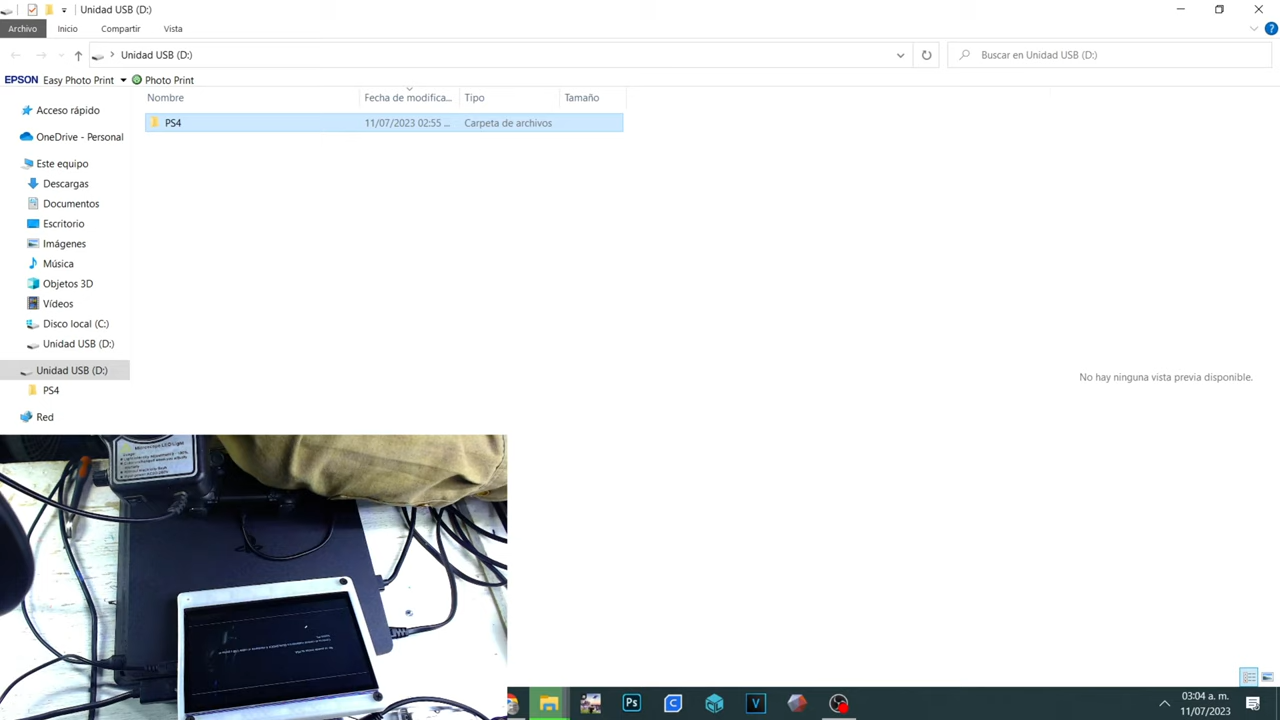 Unidad USB (D:)
Archivo Inicio Compartir Vista
Unidad USB (D:) Buscar en Unidad USB (D:)
EPSON Easy Photo Print Photo Print
Nombre Fecha de modifica... Tipo Tamaño
PS4 11/07/2023 02:55 ... Carpeta de archivos
Acceso rápido
OneDrive - Personal
Este equipo
Descargas
Documentos
Escritorio
Imágenes
Música
Objetos 3D
Vídeos
Disco local (C:)
Unidad USB (D:)
Unidad USB (D:)
PS4
Red
No hay ninguna vista previa disponible.
Ps
V
03:04 a. m.
11/07/2023